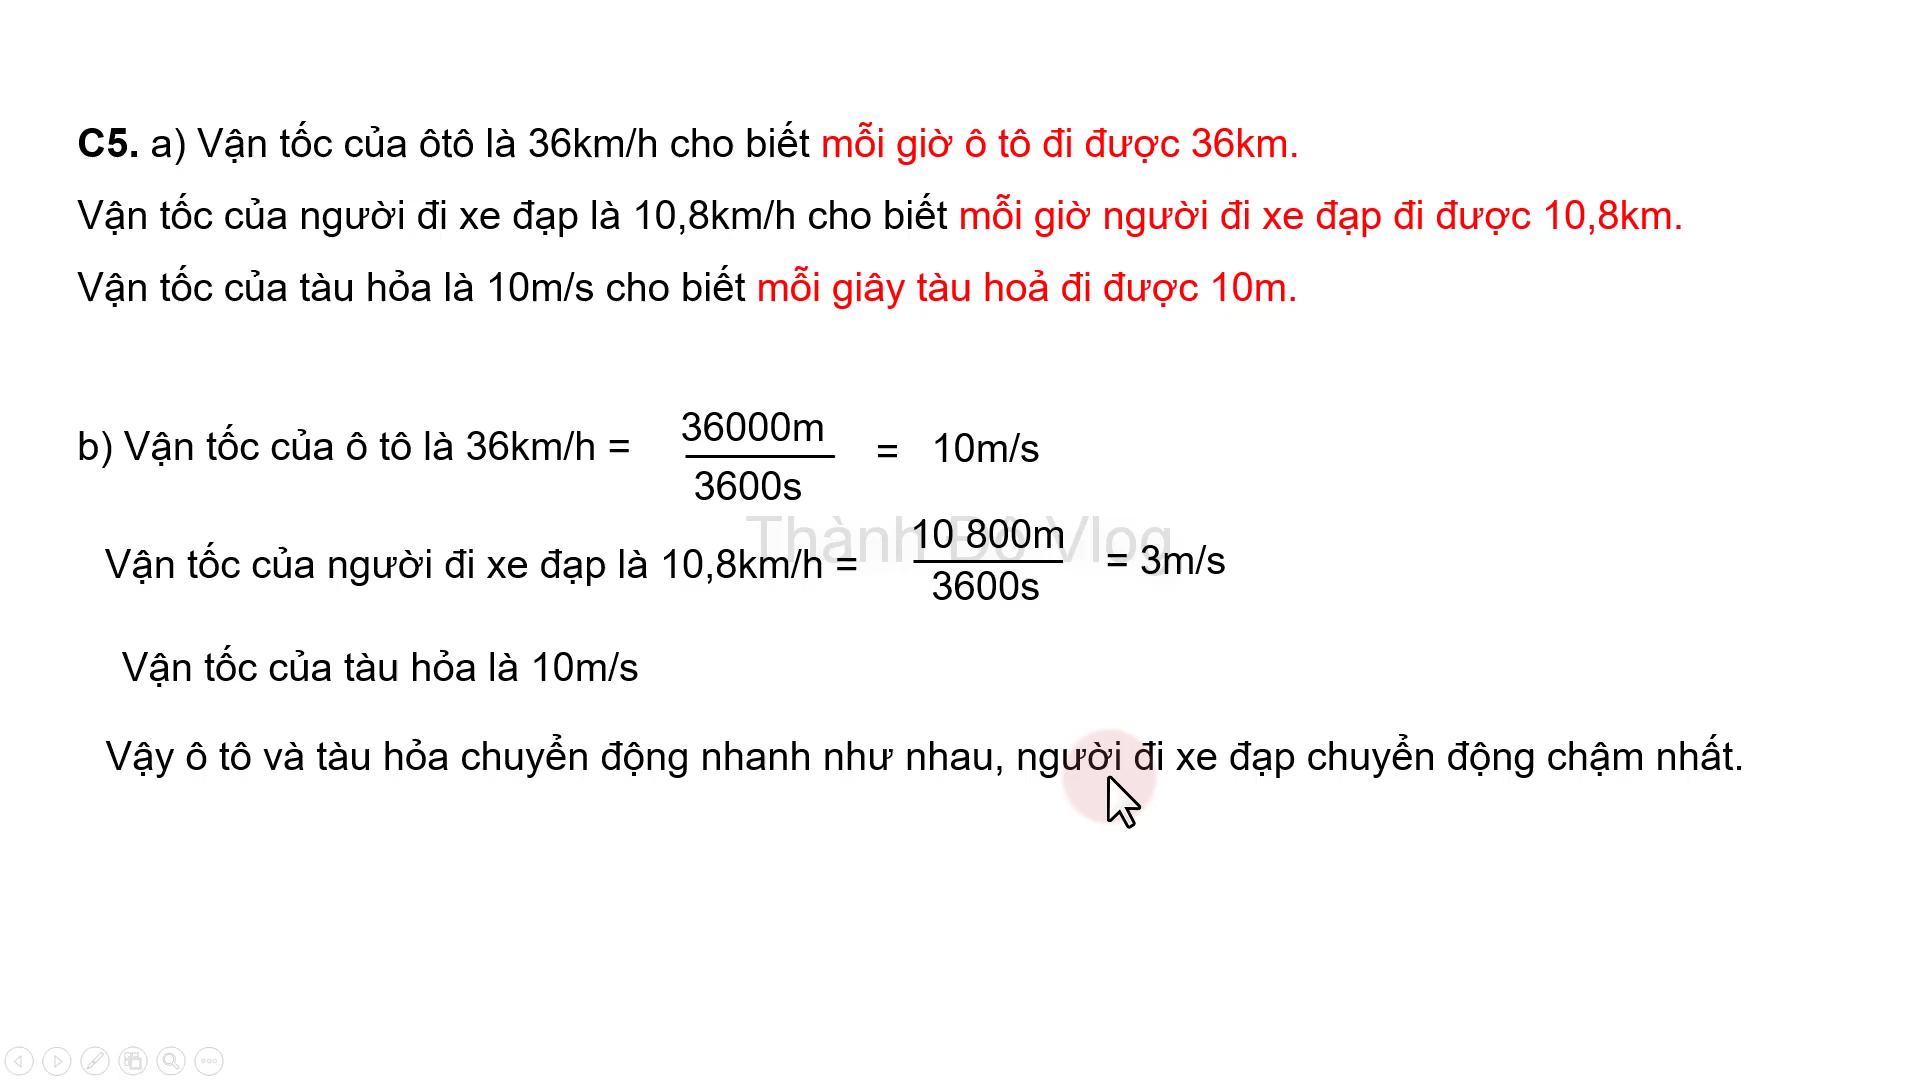 C5. a) Vận tốc của ôtô là 36km/h cho biết mỗi giờ ô tô đi được 36km.
Vận tốc của người đi xe đạp là 10,8km/h cho biết mỗi giờ người đi xe đạp đi được 10,8km.
Vận tốc của tàu hỏa là 10m/s cho biết mỗi giây tàu hoả đi được 10m.
b) Vận tốc của ô tô là 36km/h =
36000m
3600s
= 10m/s
Vận tốc của người đi xe đạp là 10,8km/h =
10 800m
3600s
= 3m/s
Thành Vlog
Vận tốc của tàu hỏa là 10m/s
Vậy ô tô và tàu hỏa chuyển động nhanh như nhau, người đi xe đạp chuyển động chậm nhất.